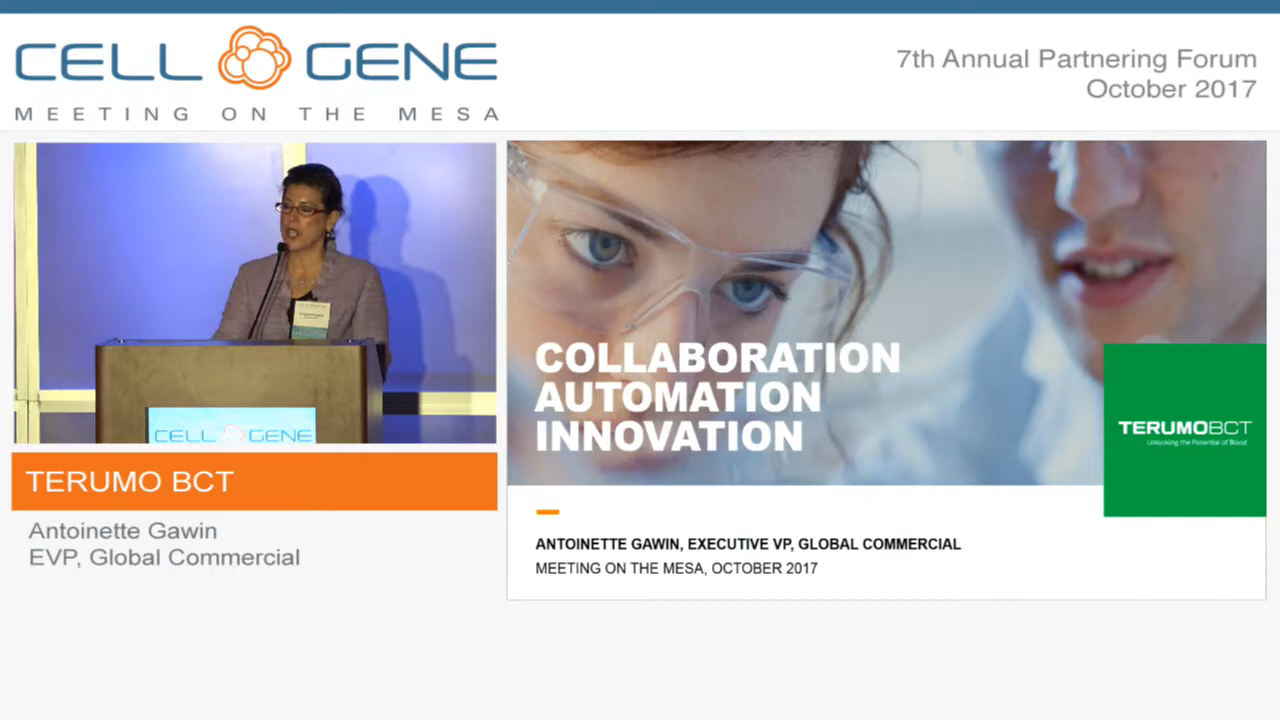 CELL GENE
MEETING ON THE MESA
7th Annual Partnering Forum
October 2017
CELL GENE
TERUMO BCT
Antoinette Gawin
EVP, Global Commercial
COLLABORATION
AUTOMATION
INNOVATION
TERUMOBCT
Unlocking the Potential of Blood
ANTOINETTE GAWIN, EXECUTIVE VP, GLOBAL COMMERCIAL
MEETING ON THE MESA, OCTOBER 2017